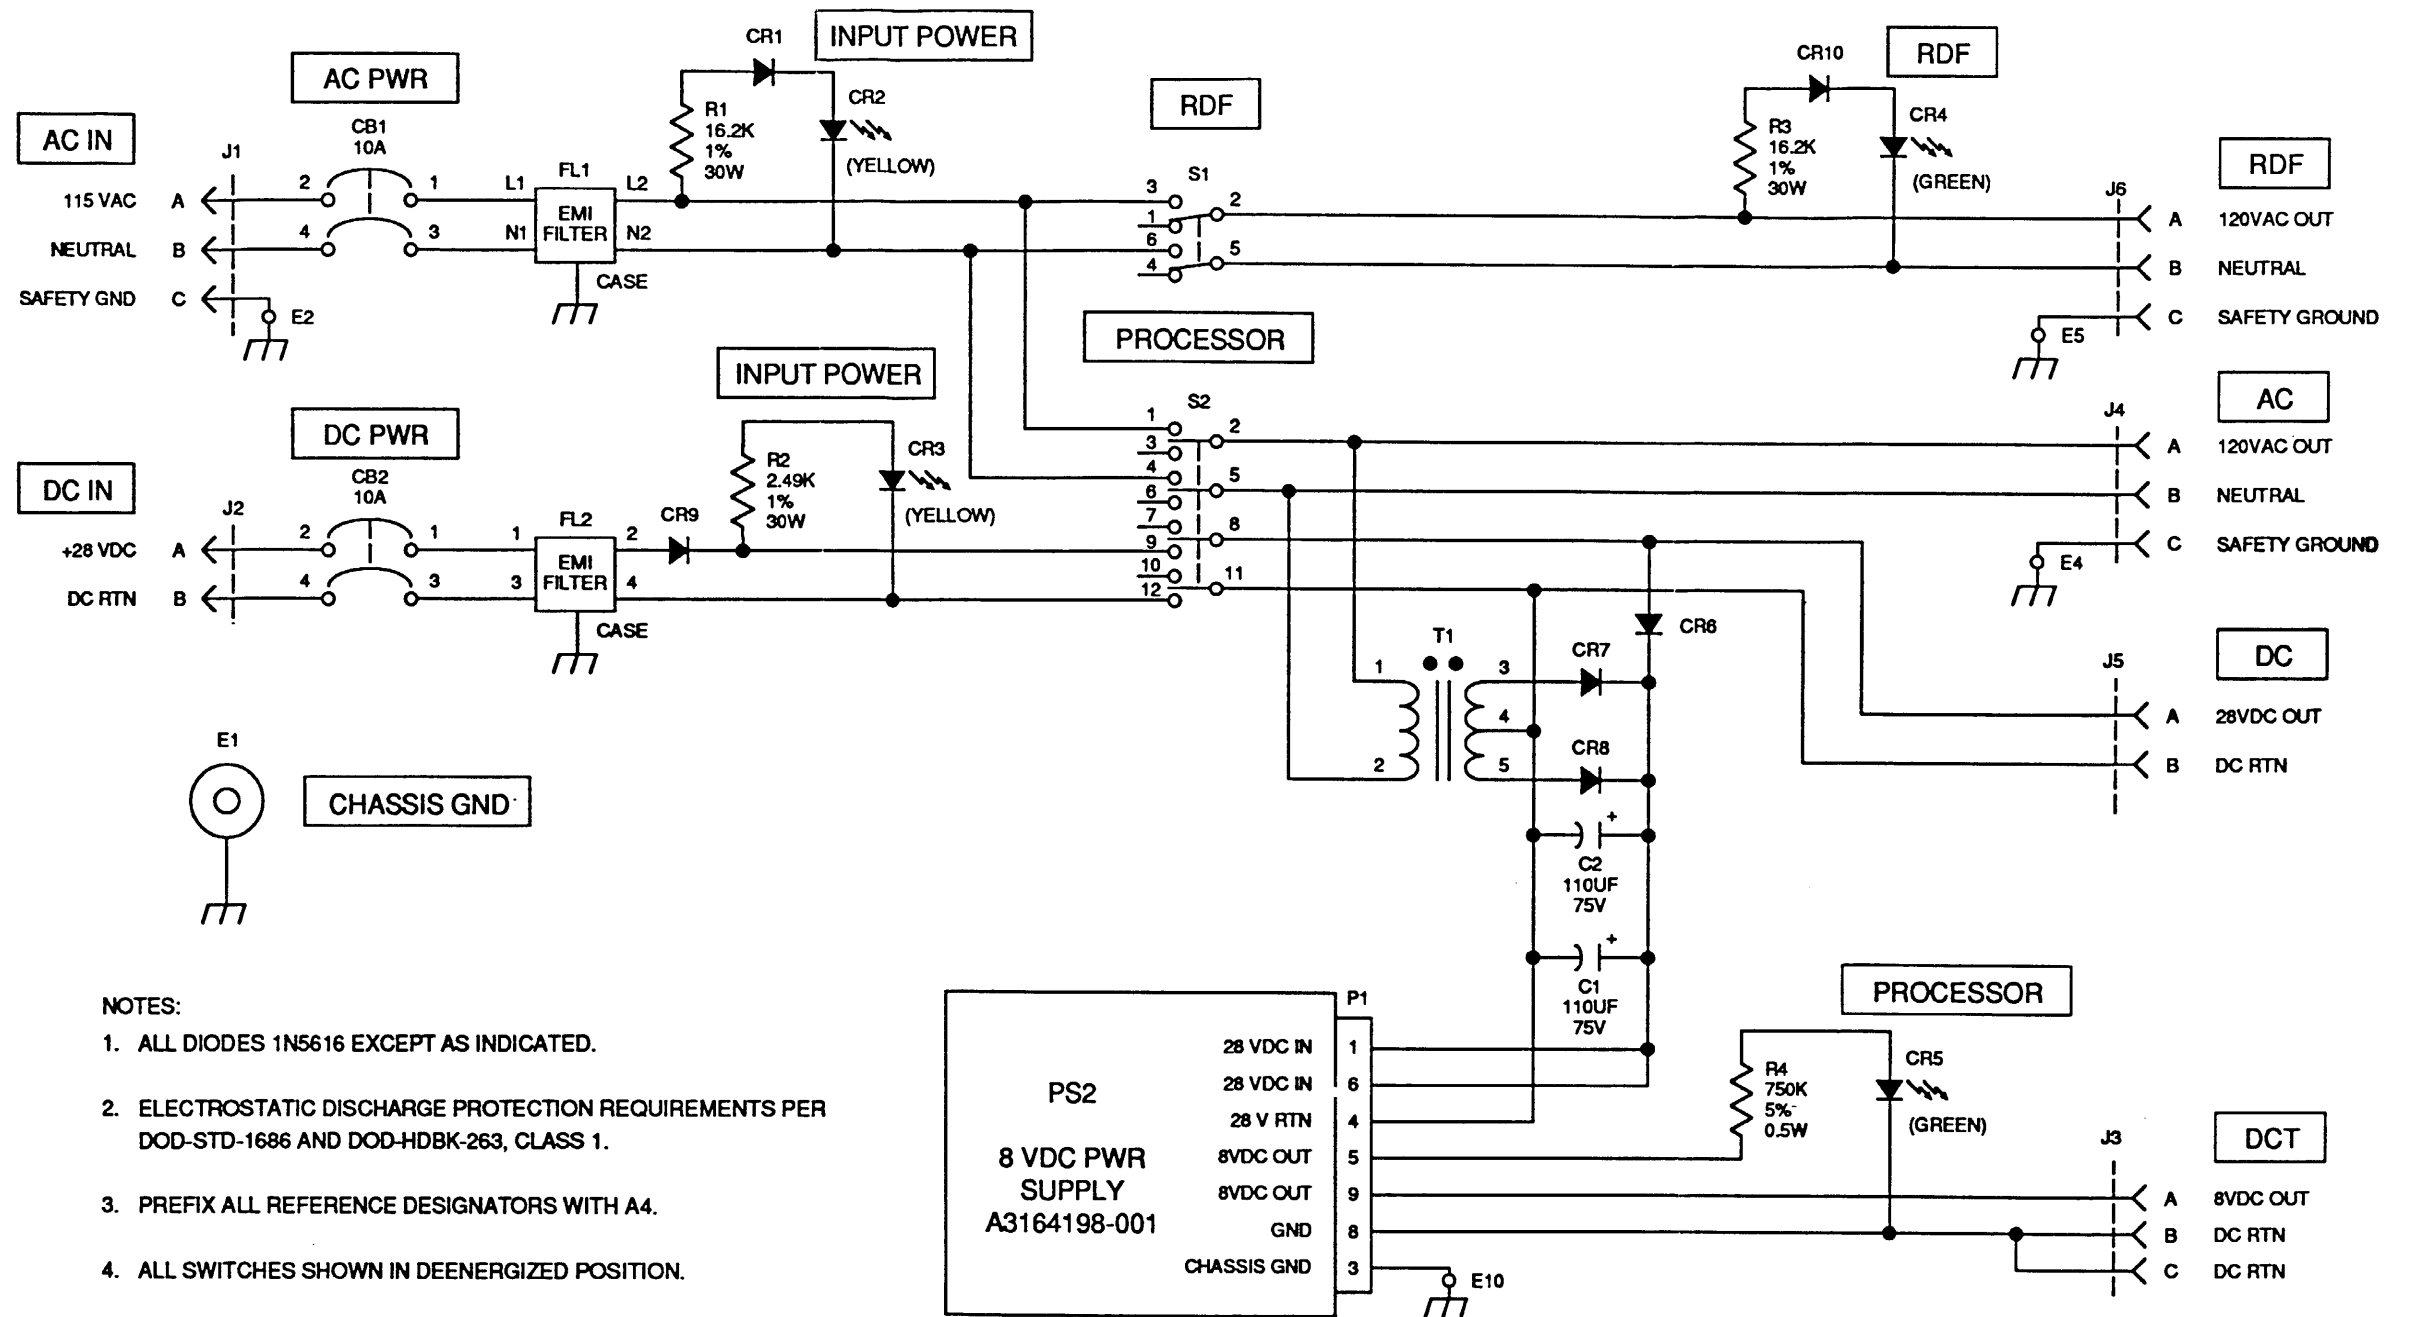 INPUT POWER
CR1
AC PWR
CR2
(YELLOW)
R1
16.2K
1%
30W
RDF
CR10
RDF
CR4
(GREEN)
R3
16.2K
1%
30W
AC IN
J1
CB1
10A
115 VAC A
2 1
L1 FL1 L2
EMI
FILTER
N1 N2
NEUTRAL B
4 3
CASE
SAFETY GND C
E2
S1
3
1
2
6
4
5
RDF
J6
A 120VAC OUT
B NEUTRAL
C SAFETY GROUND
E5
PROCESSOR
INPUT POWER
DC PWR
R2
2.49K
1%
30W
CR3
(YELLOW)
DC IN
J2
CB2
10A
+28 VDC A
2 1
1 FL2 2
EMI
FILTER
3 4
CR9
DC RTN B
4 3
CASE
S2
1
2
3
4
5
6
7
8
9
10
11
12
AC
J4
A 120VAC OUT
B NEUTRAL
C SAFETY GROUND
E4
CR6
T1
1 3
CR7
4
2 5
CR8
DC
J5
A 28VDC OUT
B DC RTN
E1
CHASSIS GND
+
C2
110UF
75V
+
C1
110UF
75V
NOTES:
1. ALL DIODES 1N5616 EXCEPT AS INDICATED.
2. ELECTROSTATIC DISCHARGE PROTECTION REQUIREMENTS PER
DOD-STD-1686 AND DOD-HDBK-263, CLASS 1.
3. PREFIX ALL REFERENCE DESIGNATORS WITH A4.
4. ALL SWITCHES SHOWN IN DEENERGIZED POSITION.
PS2
8 VDC PWR
SUPPLY
A3164198-001
P1
28 VDC IN 1
28 VDC IN 6
28 V RTN 4
8VDC OUT 5
8VDC OUT 9
GND 8
CHASSIS GND 3
E10
PROCESSOR
R4
750K
5%
0.5W
CR5
(GREEN)
DCT
J3
A 8VDC OUT
B DC RTN
C DC RTN